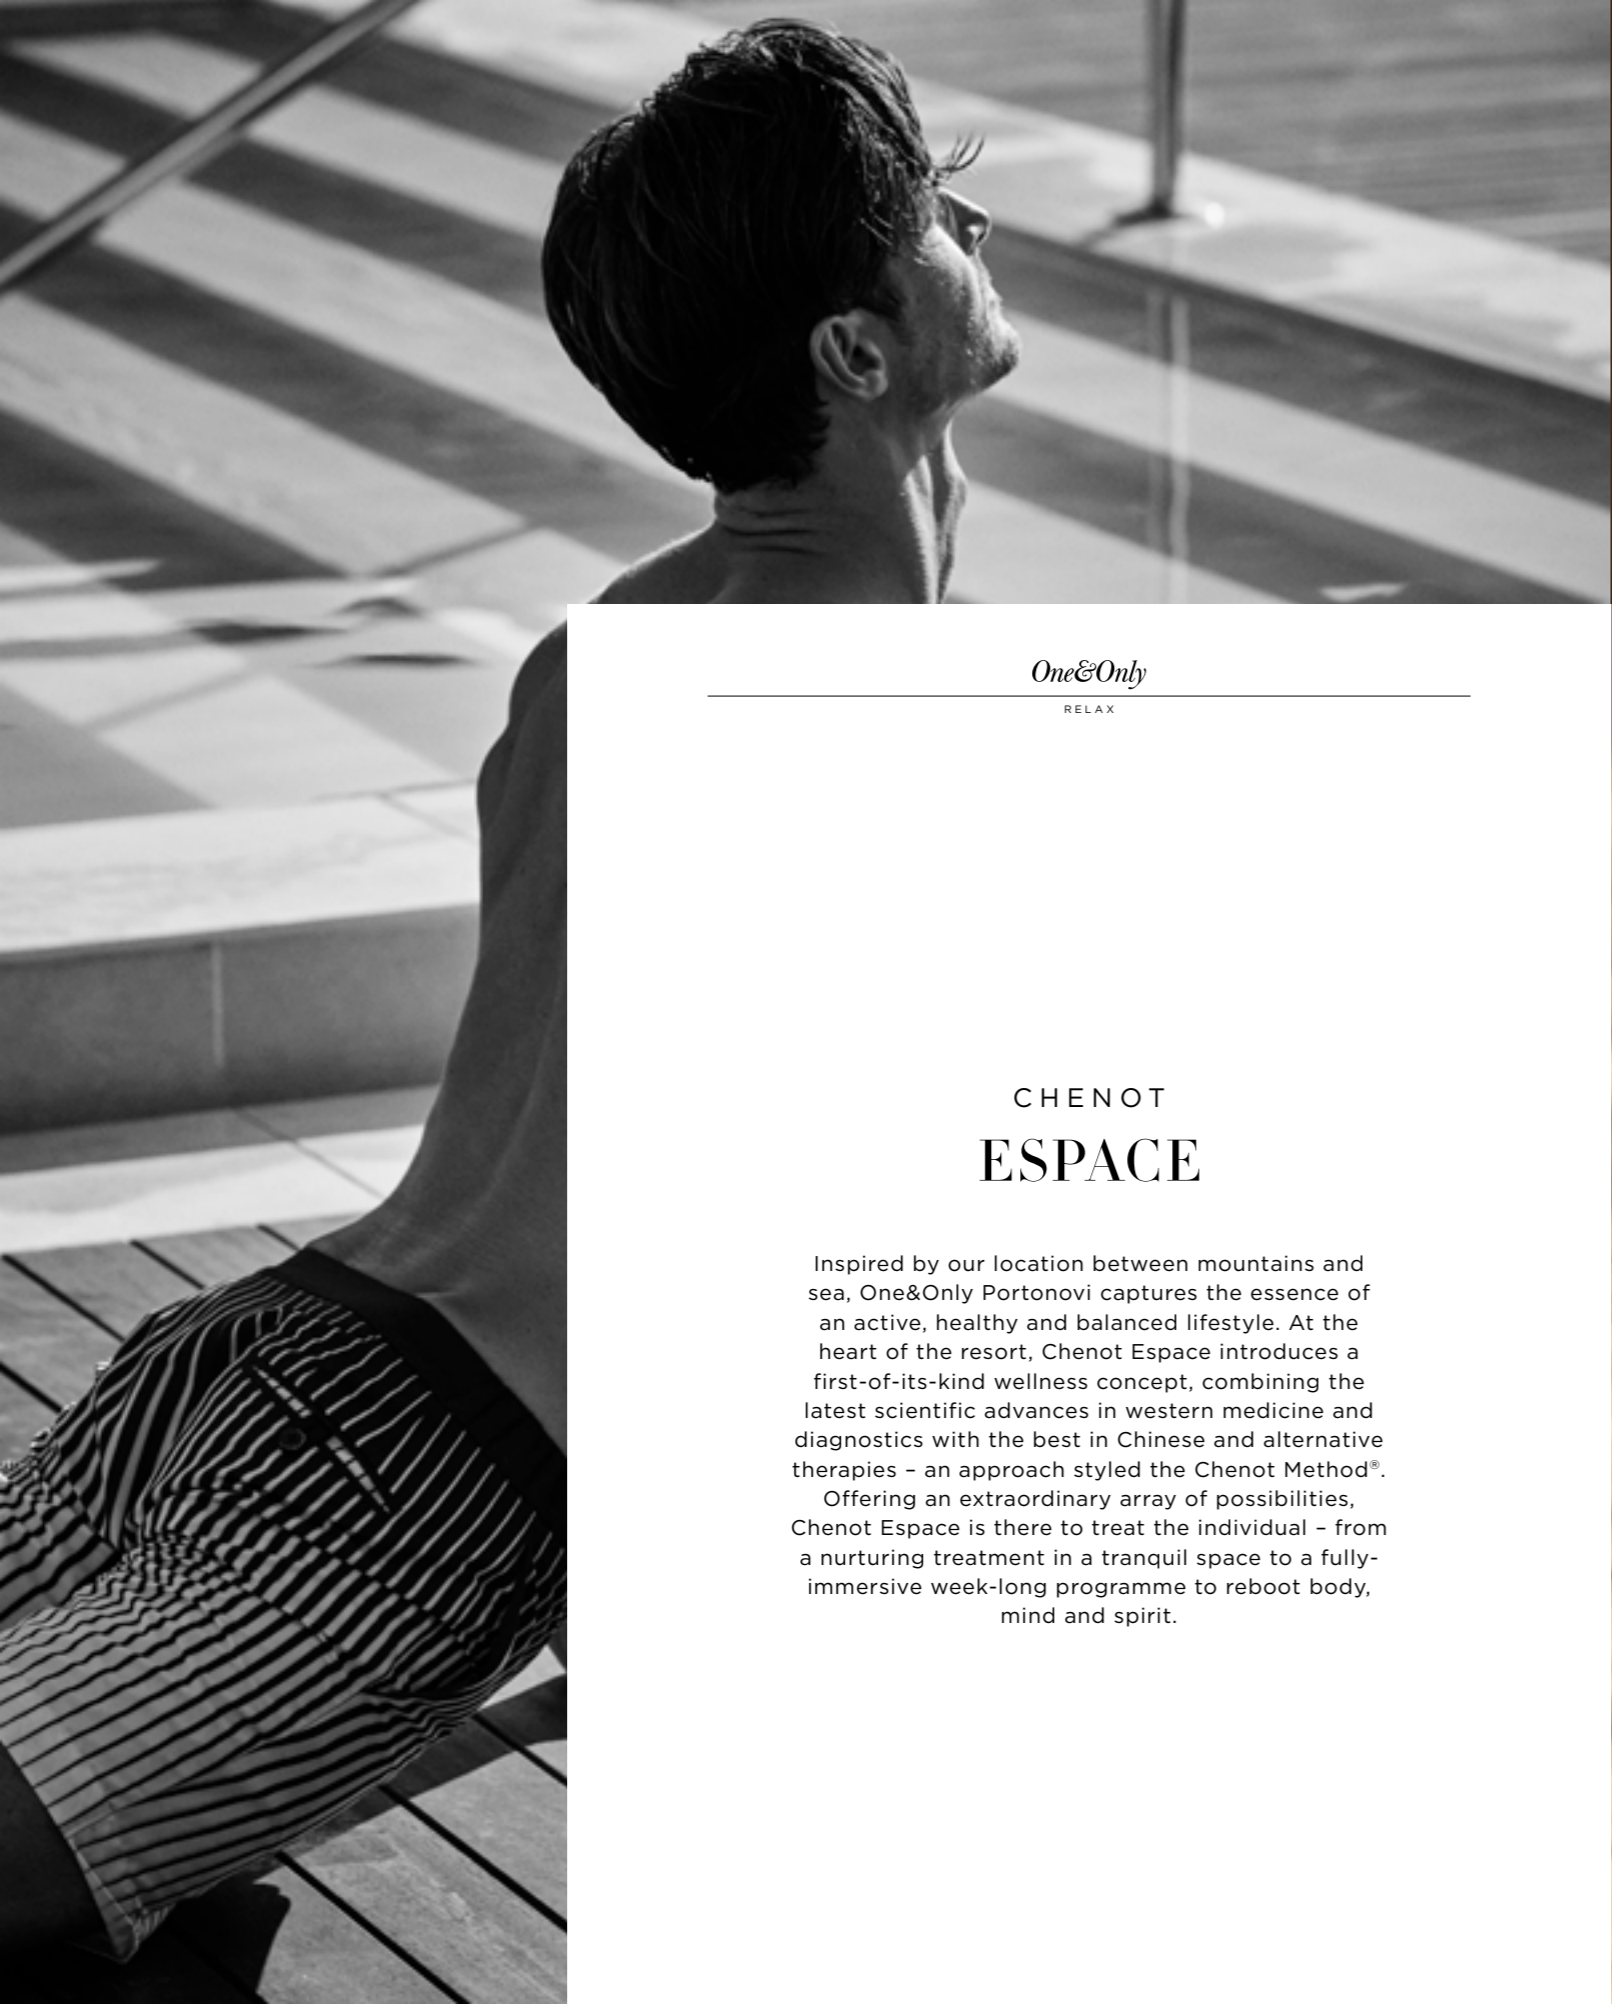 One&Only
RELAX
CHENOT
ESPACE
Inspired by our location between mountains and
sea, One&Only Portonovi captures the essence of
an active, healthy and balanced lifestyle. At the
heart of the resort, Chenot Espace introduces a
first-of-its-kind wellness concept, combining the
latest scientific advances in western medicine and
diagnostics with the best in Chinese and alternative
therapies – an approach styled the Chenot Method®.
Offering an extraordinary array of possibilities,
Chenot Espace is there to treat the individual – from
a nurturing treatment in a tranquil space to a fully-
immersive week-long programme to reboot body,
mind and spirit.